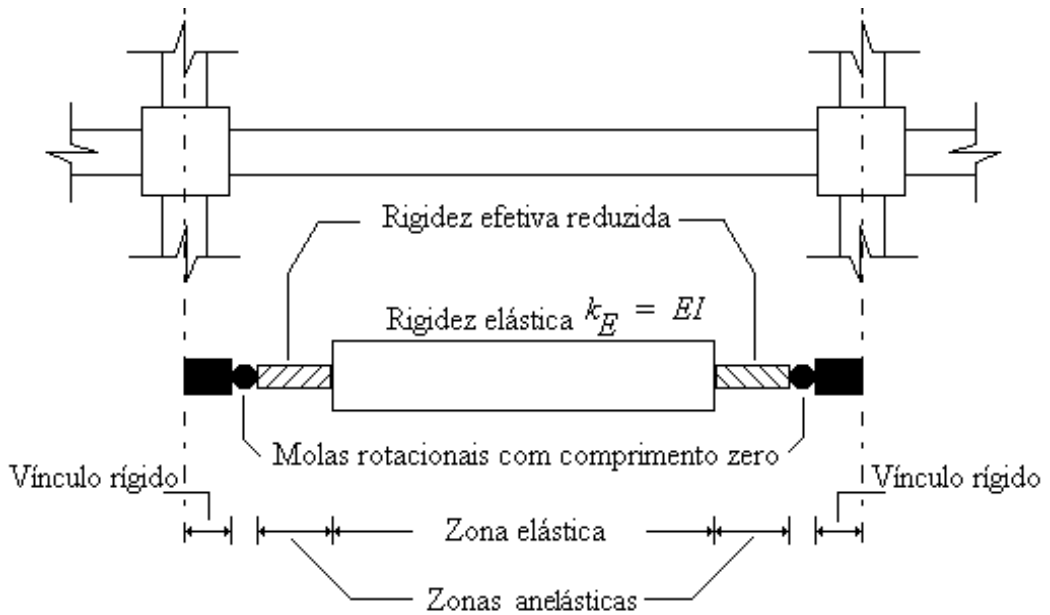 Rigidez efetiva reduzida
Rigidez elástica k_E = EI
Molas rotacionais com comprimento zero
Vínculo rígido
Vínculo rígido
Zona elástica
Zonas anelásticas